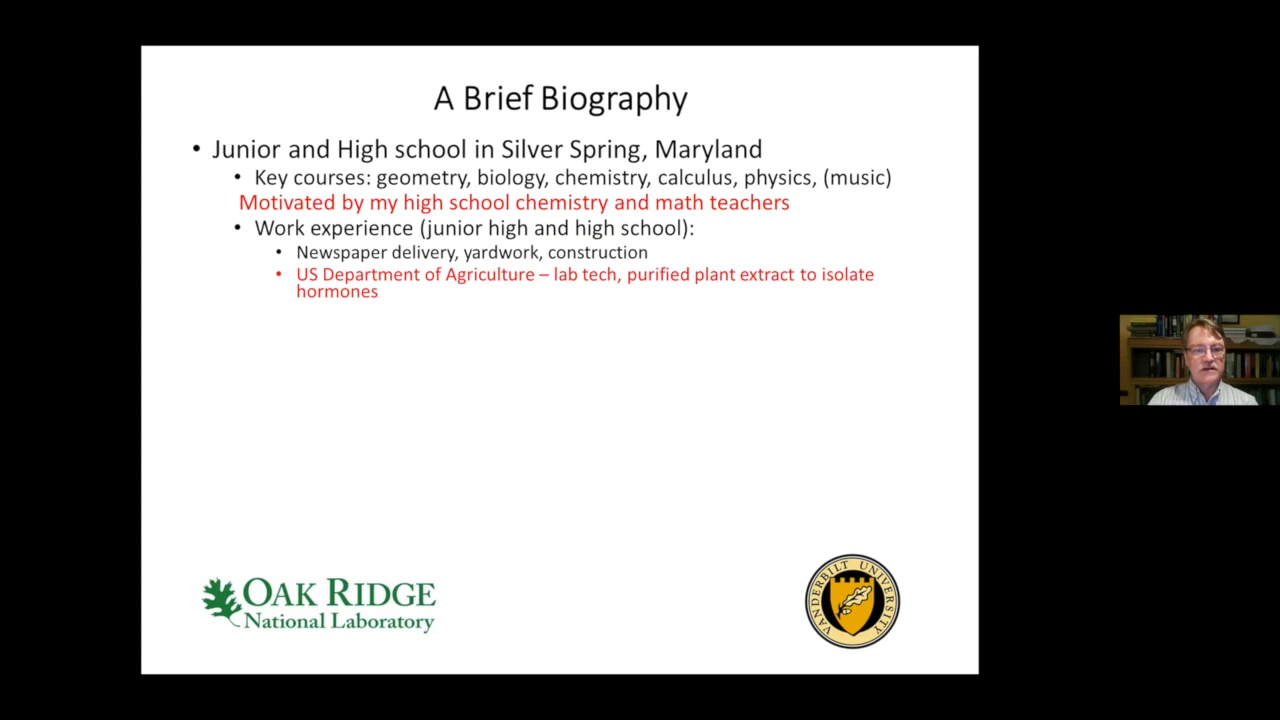 A Brief Biography
• Junior and High school in Silver Spring, Maryland
• Key courses: geometry, biology, chemistry, calculus, physics, (music)
Motivated by my high school chemistry and math teachers
• Work experience (junior high and high school):
• Newspaper delivery, yardwork, construction
• US Department of Agriculture – lab tech, purified plant extract to isolate
hormones
OAK RIDGE
National Laboratory
VANDERBILT UNIVERSITY